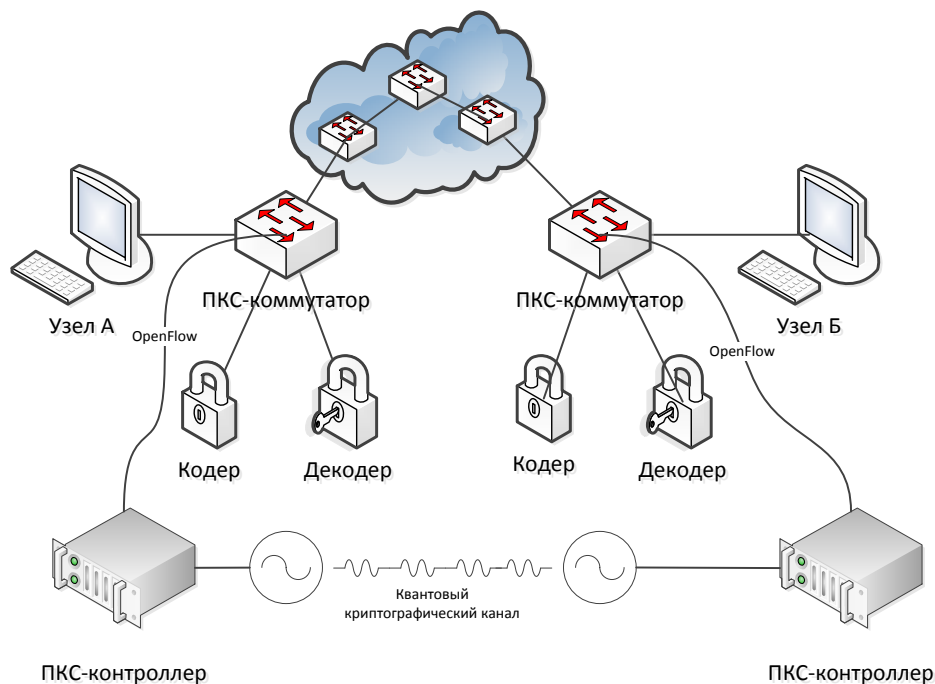 ПКС-коммутатор
ПКС-коммутатор
Узел А
Узел Б
OpenFlow
OpenFlow
Кодер
Декодер
Кодер
Декодер
Квантовый
криптографический канал
ПКС-контроллер
ПКС-контроллер